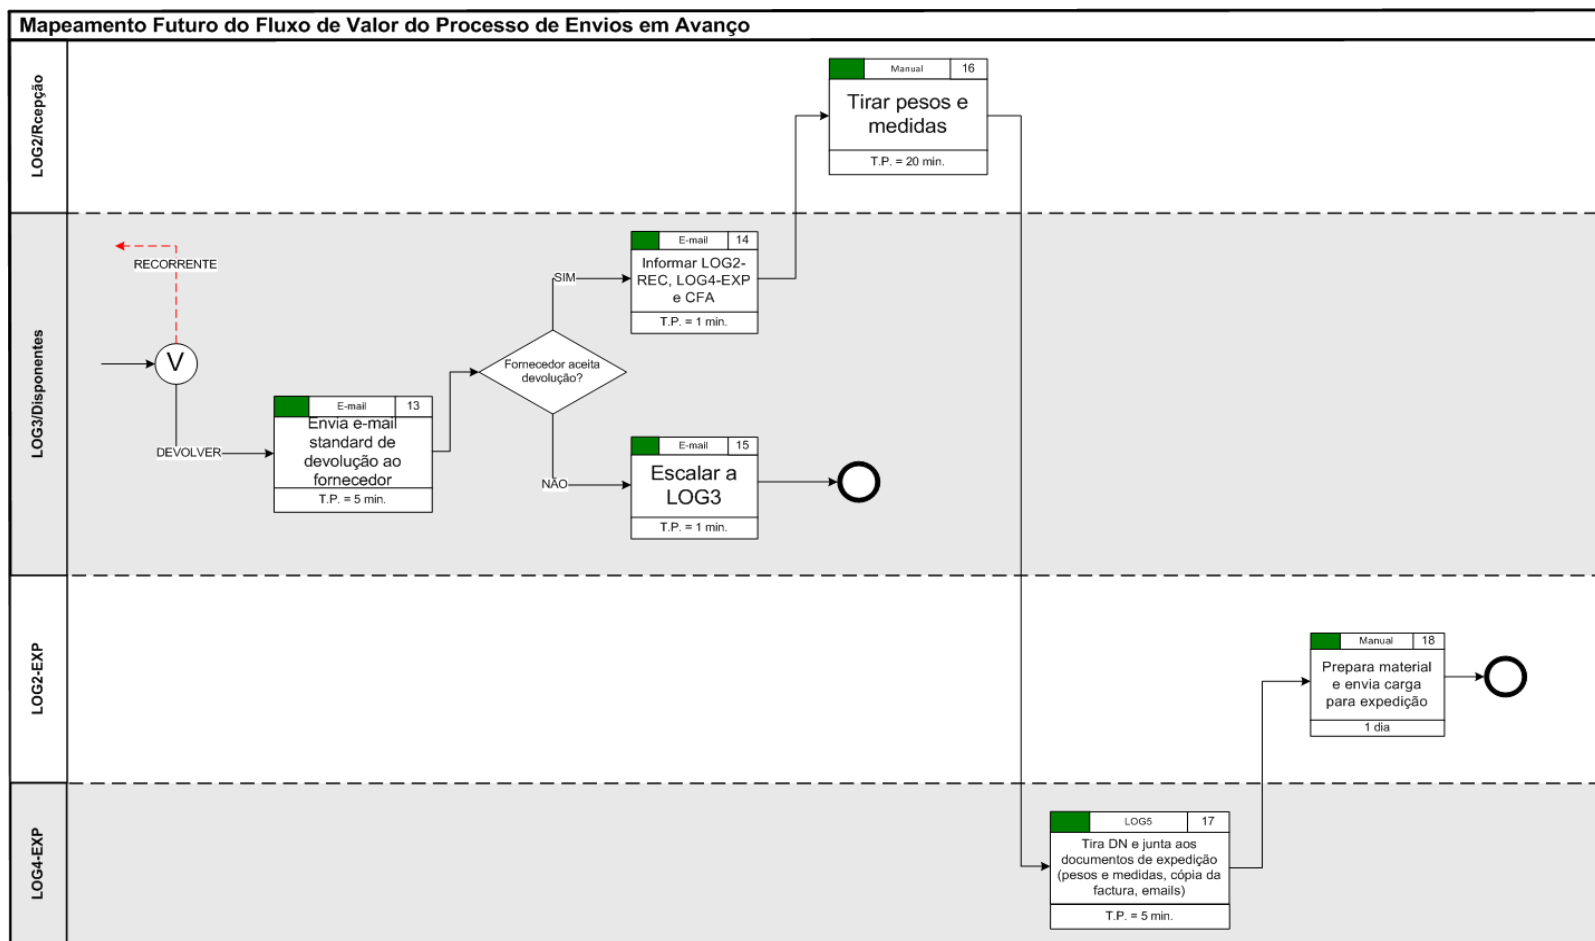 Mapeamento Futuro do Fluxo de Valor do Processo de Envios em Avanço
LOG2/Rcepção
Manual
16
Tirar pesos e
medidas
T.P. = 20 min.
LOG3/Disponentes
RECORRENTE
V
DEVOLVER
E-mail
13
Envia e-mail
standard de
devolução ao
fornecedor
T.P. = 5 min.
Fornecedor aceita
devolução?
SIM
E-mail
14
Informar LOG2-
REC, LOG4-EXP
e CFA
T.P. = 1 min.
NÃO
E-mail
15
Escalar a
LOG3
T.P. = 1 min.
LOG2-EXP
Manual
18
Prepara material
e envia carga
para expedição
1 dia
LOG4-EXP
LOG5
17
Tira DN e junta aos
documentos de expedição
(pesos e medidas, cópia da
factura, emails)
T.P. = 5 min.